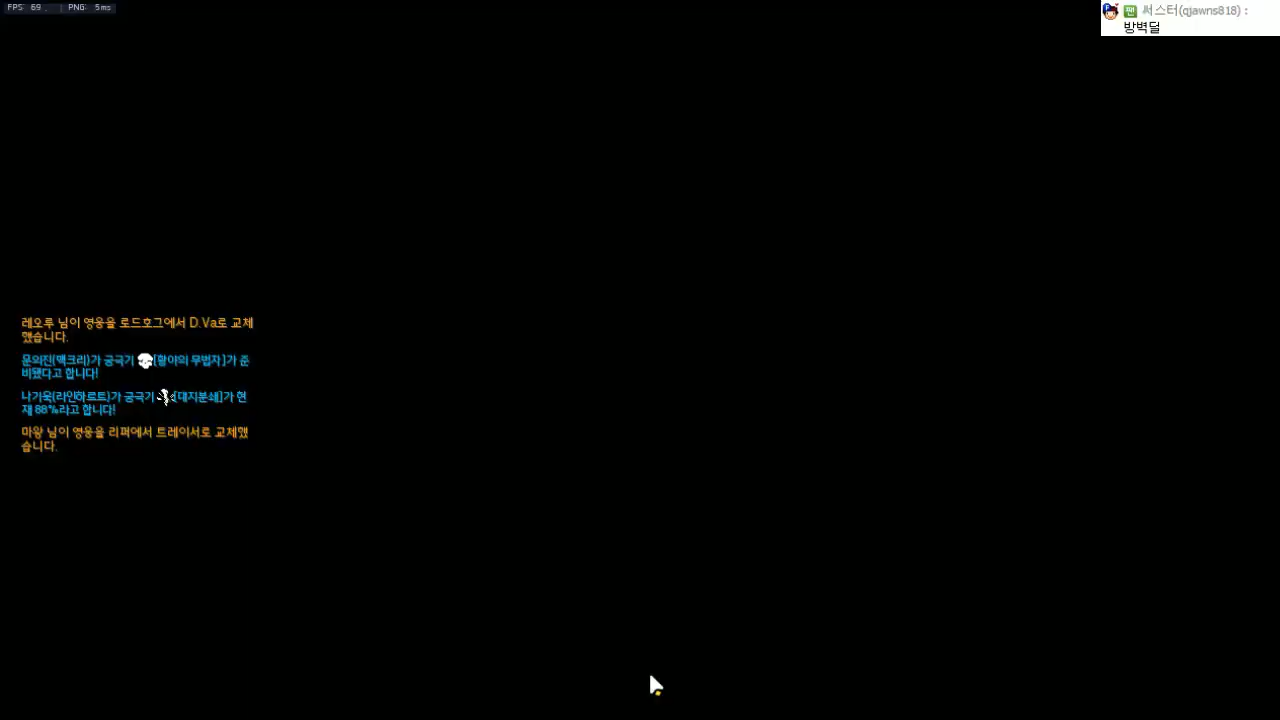 FPS: 69 . | PNG: 5ms
팬 써스터(qjawns818) :
방벽딜
레오루 님이 영웅을 로드호그에서 D.Va로 교체
했습니다.
문의진(맥크리)가 궁극기 [황야의 무법자]가 준
비됐다고 합니다!
나기욱(라인하르트)가 궁극기 [대지분쇄]가 현
재 88%라고 합니다!
마왕 님이 영웅을 리퍼에서 트레이서로 교체했
습니다.